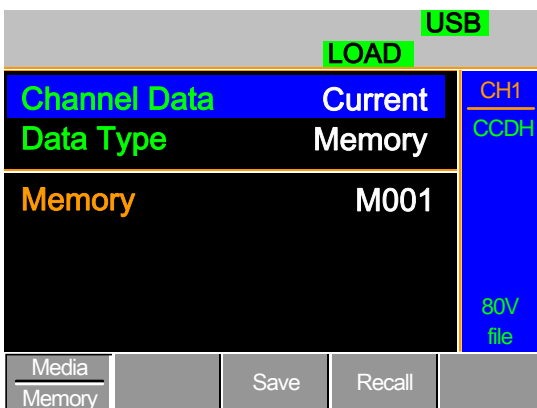 USB
LOAD
Channel Data Current
Data Type Memory
Memory M001
CH1
CCDH
80V
file
Media
Memory
Save
Recall